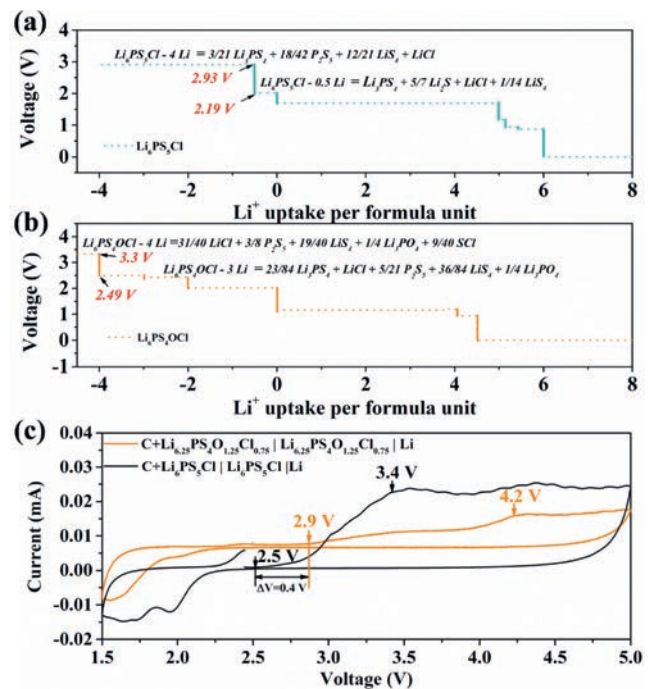 (a)
Li₆PS₅Cl - 4 Li = 3/21 Li₃PS₄ + 18/42 P₂S₅ + 12/21 LiS₄ + LiCl
2.93 V
Li₆PS₅Cl - 0.5 Li = Li₃PS₄ + 5/7 Li₂S + LiCl + 1/14 LiS₄
2.19 V
Li₆PS₅Cl
Voltage (V)
4
3
2
1
0
-4 -2 0 2 4 6 8
Li⁺ uptake per formula unit
(b)
Li₆PS₄OCl - 4 Li = 31/40 LiCl + 3/8 P₂S₅ + 19/40 LiS₄ + 1/4 Li₃PO₄ + 9/40 SCl
3.3 V
Li₆PS₄OCl - 3 Li = 23/84 Li₃PS₄ + LiCl + 5/21 P₂S₅ + 36/84 LiS₄ + 1/4 Li₃PO₄
2.49 V
Li₆PS₄OCl
Voltage (V)
5
4
3
2
1
0
-1
-4 -2 0 2 4 6 8
Li⁺ uptake per formula unit
(c)
C+Li₆.₂₅PS₄O₁.₂₅Cl₀.₇₅ | Li₆.₂₅PS₄O₁.₂₅Cl₀.₇₅ | Li
C+Li₆PS₅Cl | Li₆PS₅Cl |Li
3.4 V
4.2 V
2.9 V
2.5 V
ΔV=0.4 V
Current (mA)
0.04
0.03
0.02
0.01
0.00
-0.01
-0.02
1.5 2.0 2.5 3.0 3.5 4.0 4.5 5.0
Voltage (V)